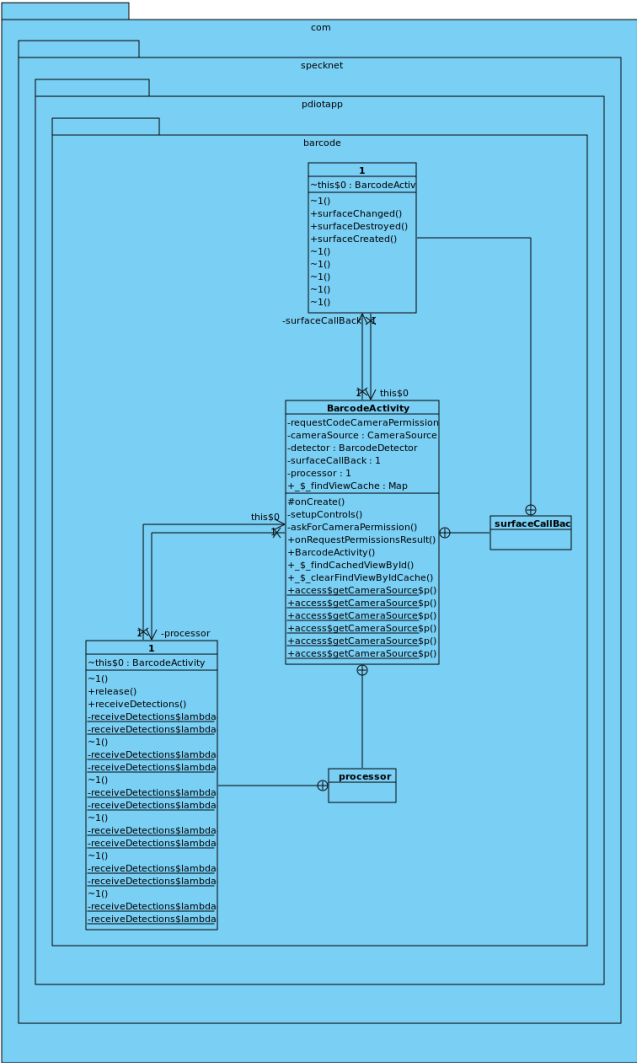 com
specknet
pdiotapp
barcode
1
~this$0 : BarcodeActiv
~1()
+surfaceChanged()
+surfaceDestroyed()
+surfaceCreated()
~1()
~1()
~1()
~1()
~1()
-surfaceCallBack 1
1 this$0
BarcodeActivity
-requestCodeCameraPermission
-cameraSource : CameraSource
-detector : BarcodeDetector
-surfaceCallBack : 1
-processor : 1
+_$_findViewCache : Map
#onCreate()
-setupControls()
-askForCameraPermission()
+onRequestPermissionsResult()
+BarcodeActivity()
+_$_findCachedViewById()
+_$_clearFindViewByIdCache()
+access$getCameraSource$p()
+access$getCameraSource$p()
+access$getCameraSource$p()
+access$getCameraSource$p()
+access$getCameraSource$p()
+access$getCameraSource$p()
surfaceCallBac
this$0
1
1 -processor
1
~this$0 : BarcodeActivity
~1()
+release()
+receiveDetections()
-receiveDetections$lambda
-receiveDetections$lambda
~1()
-receiveDetections$lambda
-receiveDetections$lambda
~1()
-receiveDetections$lambda
-receiveDetections$lambda
~1()
-receiveDetections$lambda
-receiveDetections$lambda
~1()
-receiveDetections$lambda
-receiveDetections$lambda
~1()
-receiveDetections$lambda
-receiveDetections$lambda
processor